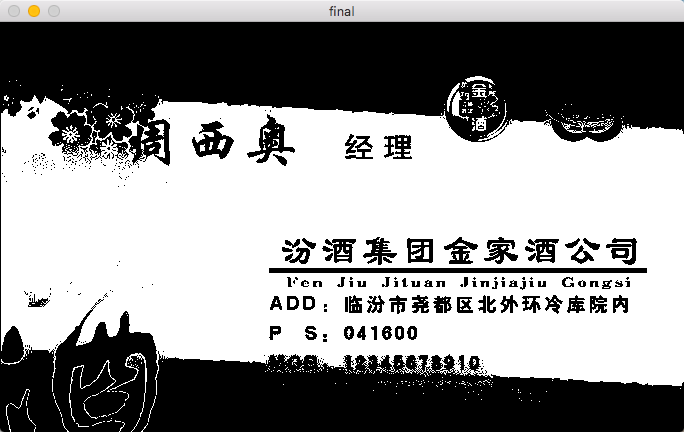 final
金
酒
周西奥 经理
汾酒集团金家酒公司
Fen Jiu Jituan Jinjiajiu Gongsi
ADD：临汾市尧都区北外环冷库院内
P S：041600
MOB：12345678910
酒